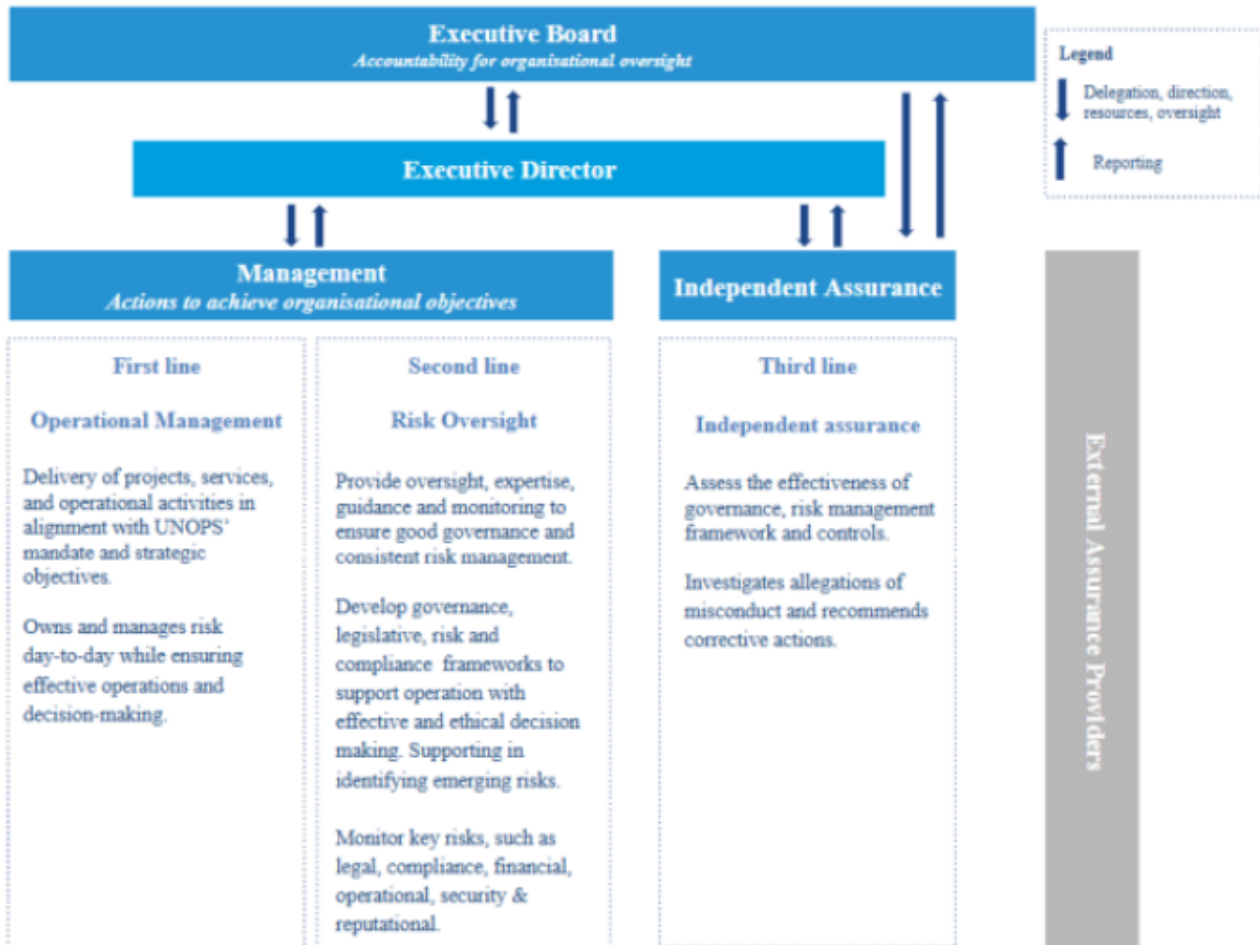 Executive Board
Accountability for organisational oversight
Legend
Delegation, direction,
resources, oversight
Reporting
Executive Director
Management
Actions to achieve organisational objectives
Independent Assurance
First line
Operational Management
Delivery of projects, services,
and operational activities in
alignment with UNOPS'
mandate and strategic
objectives.
Owns and manages risk
day-to-day while ensuring
effective operations and
decision-making.
Second line
Risk Oversight
Provide oversight, expertise,
guidance and monitoring to
ensure good governance and
consistent risk management.
Develop governance,
legislative, risk and
compliance frameworks to
support operation with
effective and ethical decision
making. Supporting in
identifying emerging risks.
Monitor key risks, such as
legal, compliance, financial,
operational, security &
reputational.
Third line
Independent assurance
Assess the effectiveness of
governance, risk management
framework and controls.
Investigates allegations of
misconduct and recommends
corrective actions.
External Assurance Providers